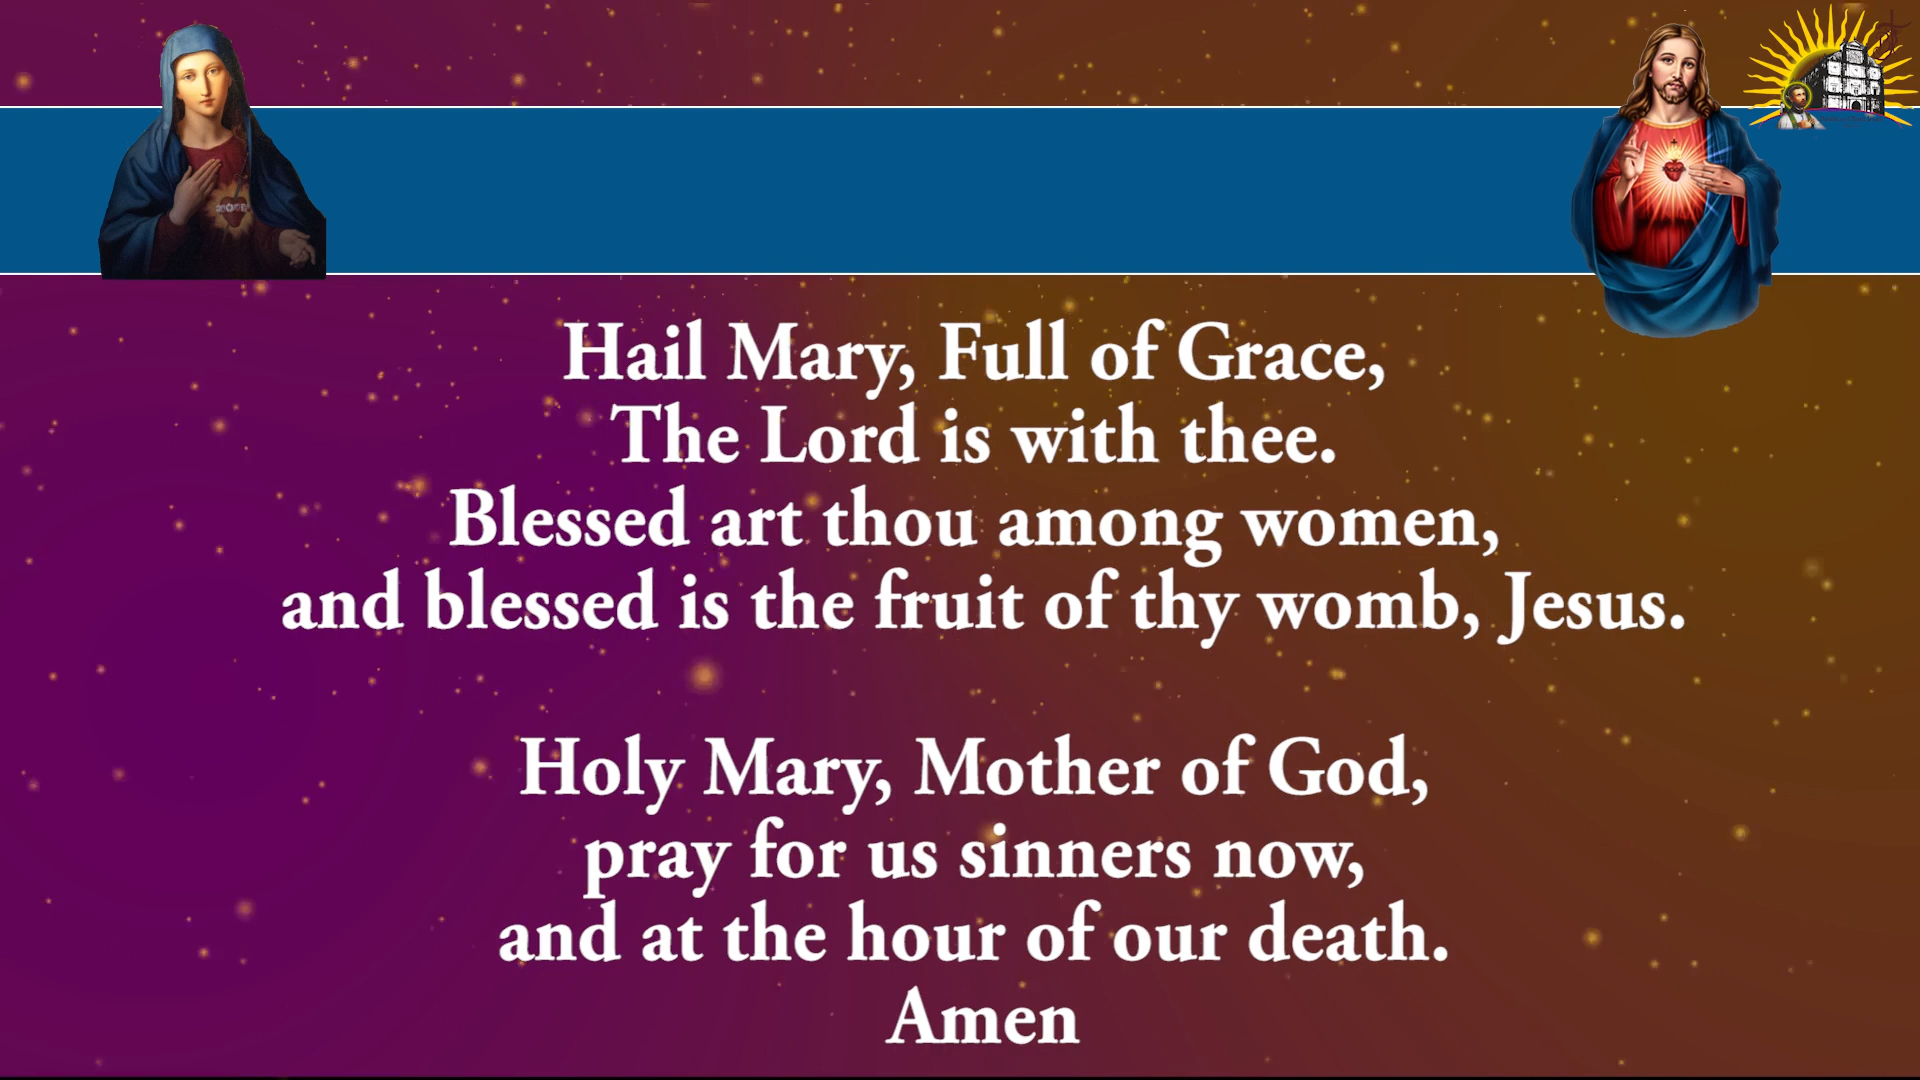 Hail Mary, Full of Grace,
The Lord is with thee.
Blessed art thou among women,
and blessed is the fruit of thy womb, Jesus.
Holy Mary, Mother of God,
pray for us sinners now,
and at the hour of our death.
Amen